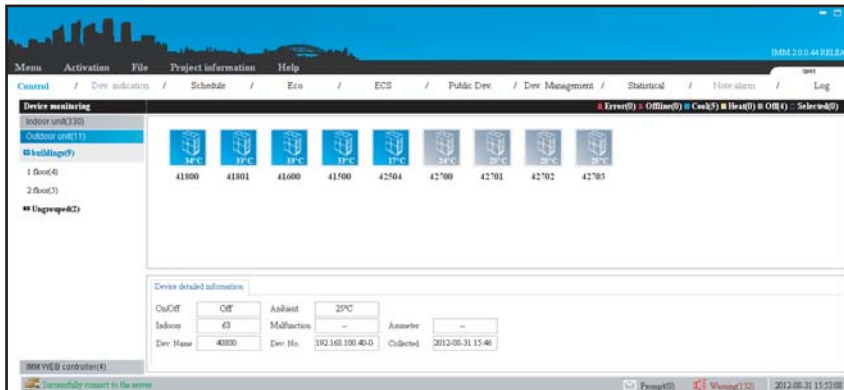 IMM 2.0.0.44 RELEA
Menu Activation File Project information Help
user
Control / Dev. indication / Schedule / Eco / ECS / Public Dev. / Dev. Management / Statistical / Note alarm / Log
Device monitoring
Error(0) Offline(0) Cool(5) Heat(0) Off(4) Selected(0)
Indoor unit(330)
Outdoor unit(11)
buildings(9)
1 floor(4)
2 floor(5)
Ungrouped(2)
34°C 33°C 33°C 33°C 17°C 24°C 25°C 25°C 25°C
41800 41801 41600 41500 42504 42700 42701 42702 42703
Device detailed information
On/Off Off Ambient 25°C
Indoors 63 Malfunction -- Ammeter --
Dev. Name 40800 Dev. No. 192.168.100.40-0- Collected 2012-08-31 15:46
IMM WEB controller(4)
Successfully connect to the server
Prompt(0) Warning(132) 2012-08-31 15:53:08